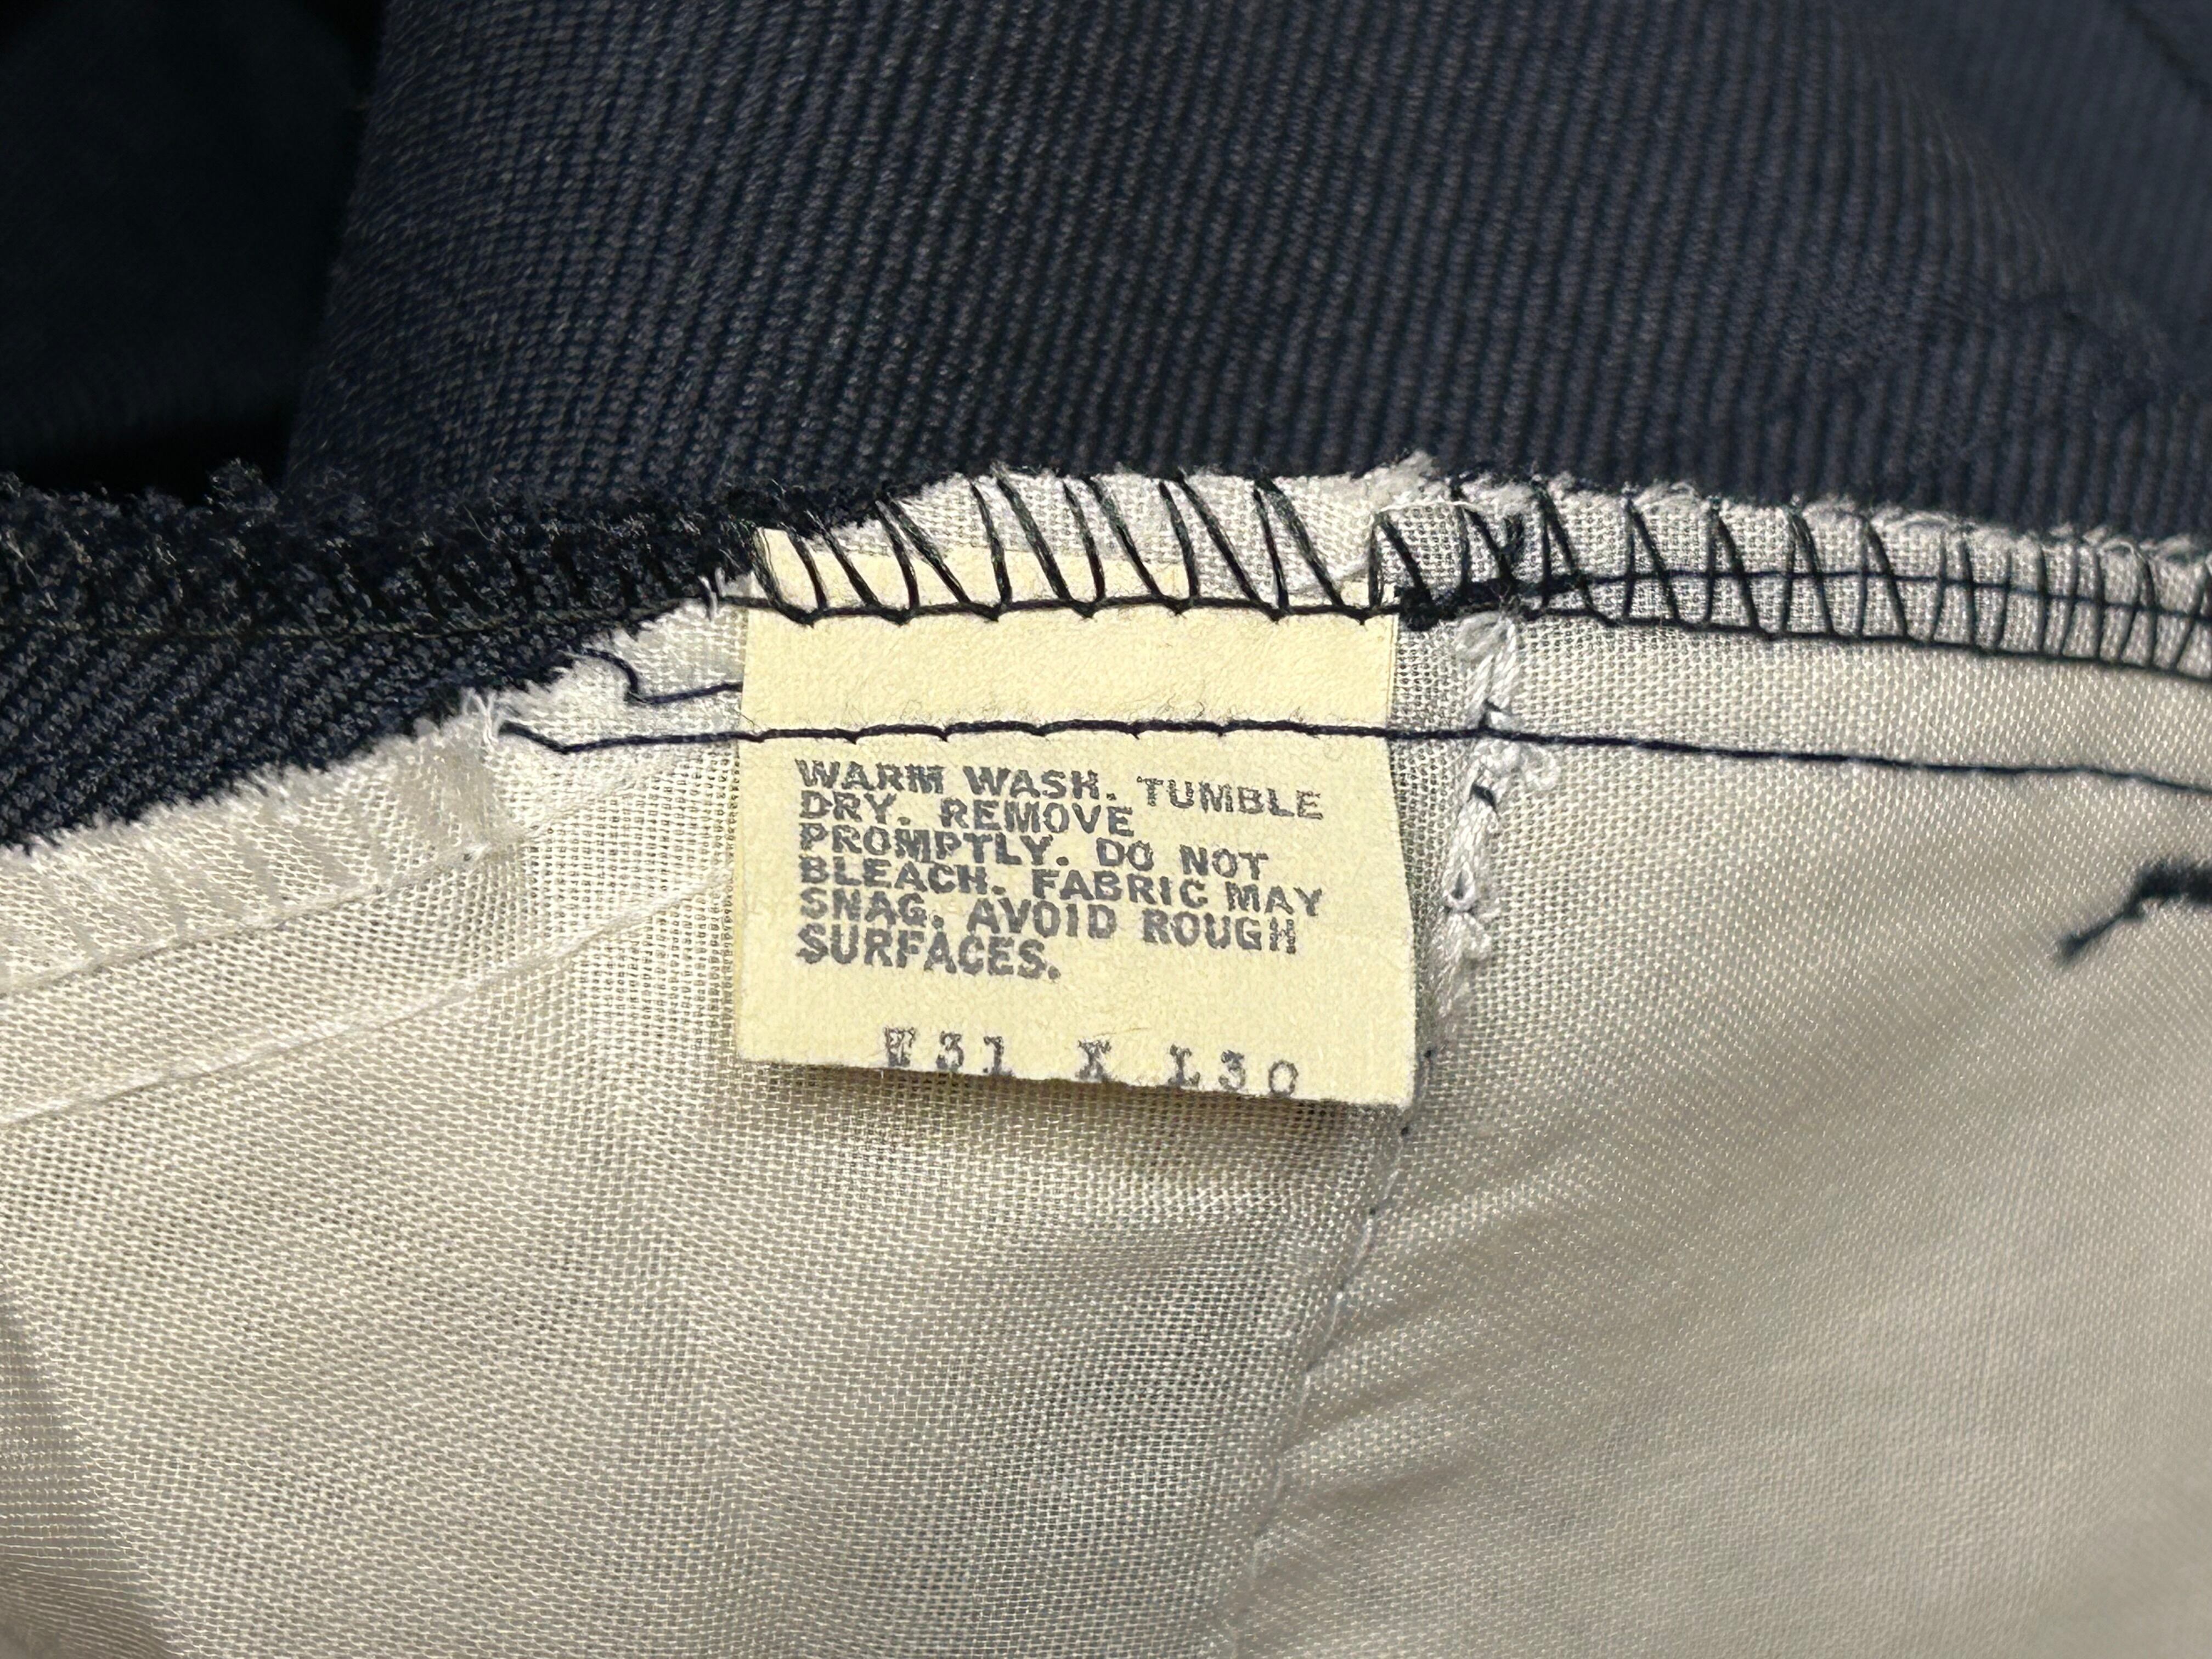 WARM WASH. TUMBLE
DRY. REMOVE
PROMPTLY. DO NOT
BLEACH. FABRIC MAY
SNAG. AVOID ROUGH
SURFACES.
W31 X L30